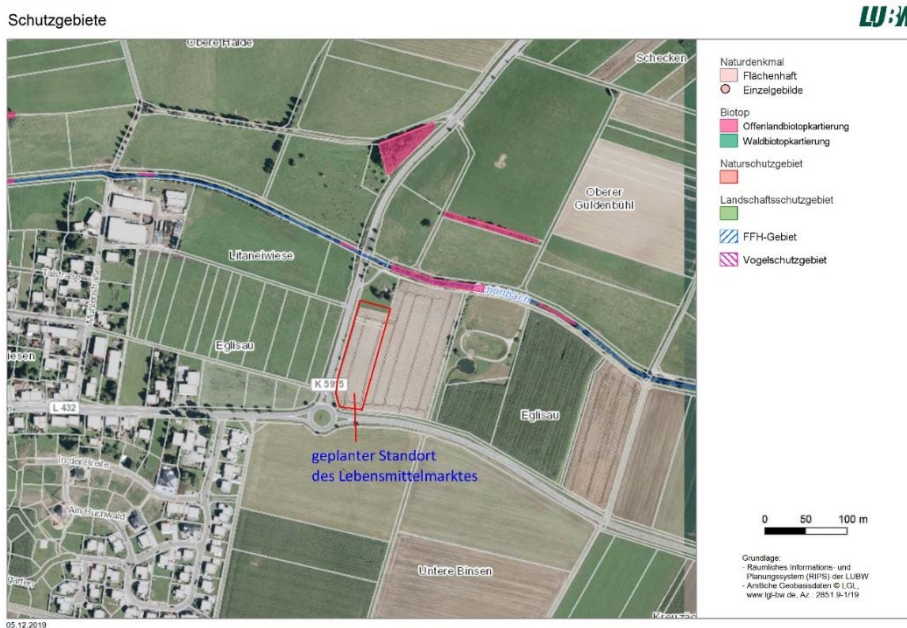 Schutzgebiete
LUBW
Obere Halde
Schecken
Oberer
Guldenbühl
Litaneiwiese
Eglisau
K 5915
L 432
In der Breite
Am Buchwald
Eglisau
geplanter Standort
des Lebensmittelmarktes
Untere Binsen
Naturdenkmal
Flächenhaft
Einzelgebilde
Biotop
Offenlandbiotopkartierung
Waldbiotopkartierung
Naturschutzgebiet
Landschaftsschutzgebiet
FFH-Gebiet
Vogelschutzgebiet
0 50 100 m
Grundlage:
- Räumliches Informations- und
Planungssystem (RIPS) der LUBW
- Amtliche Geobasisdaten © LGL,
www.lgl-bw.de, Az.: 2851.9-1/19
05.12.2019